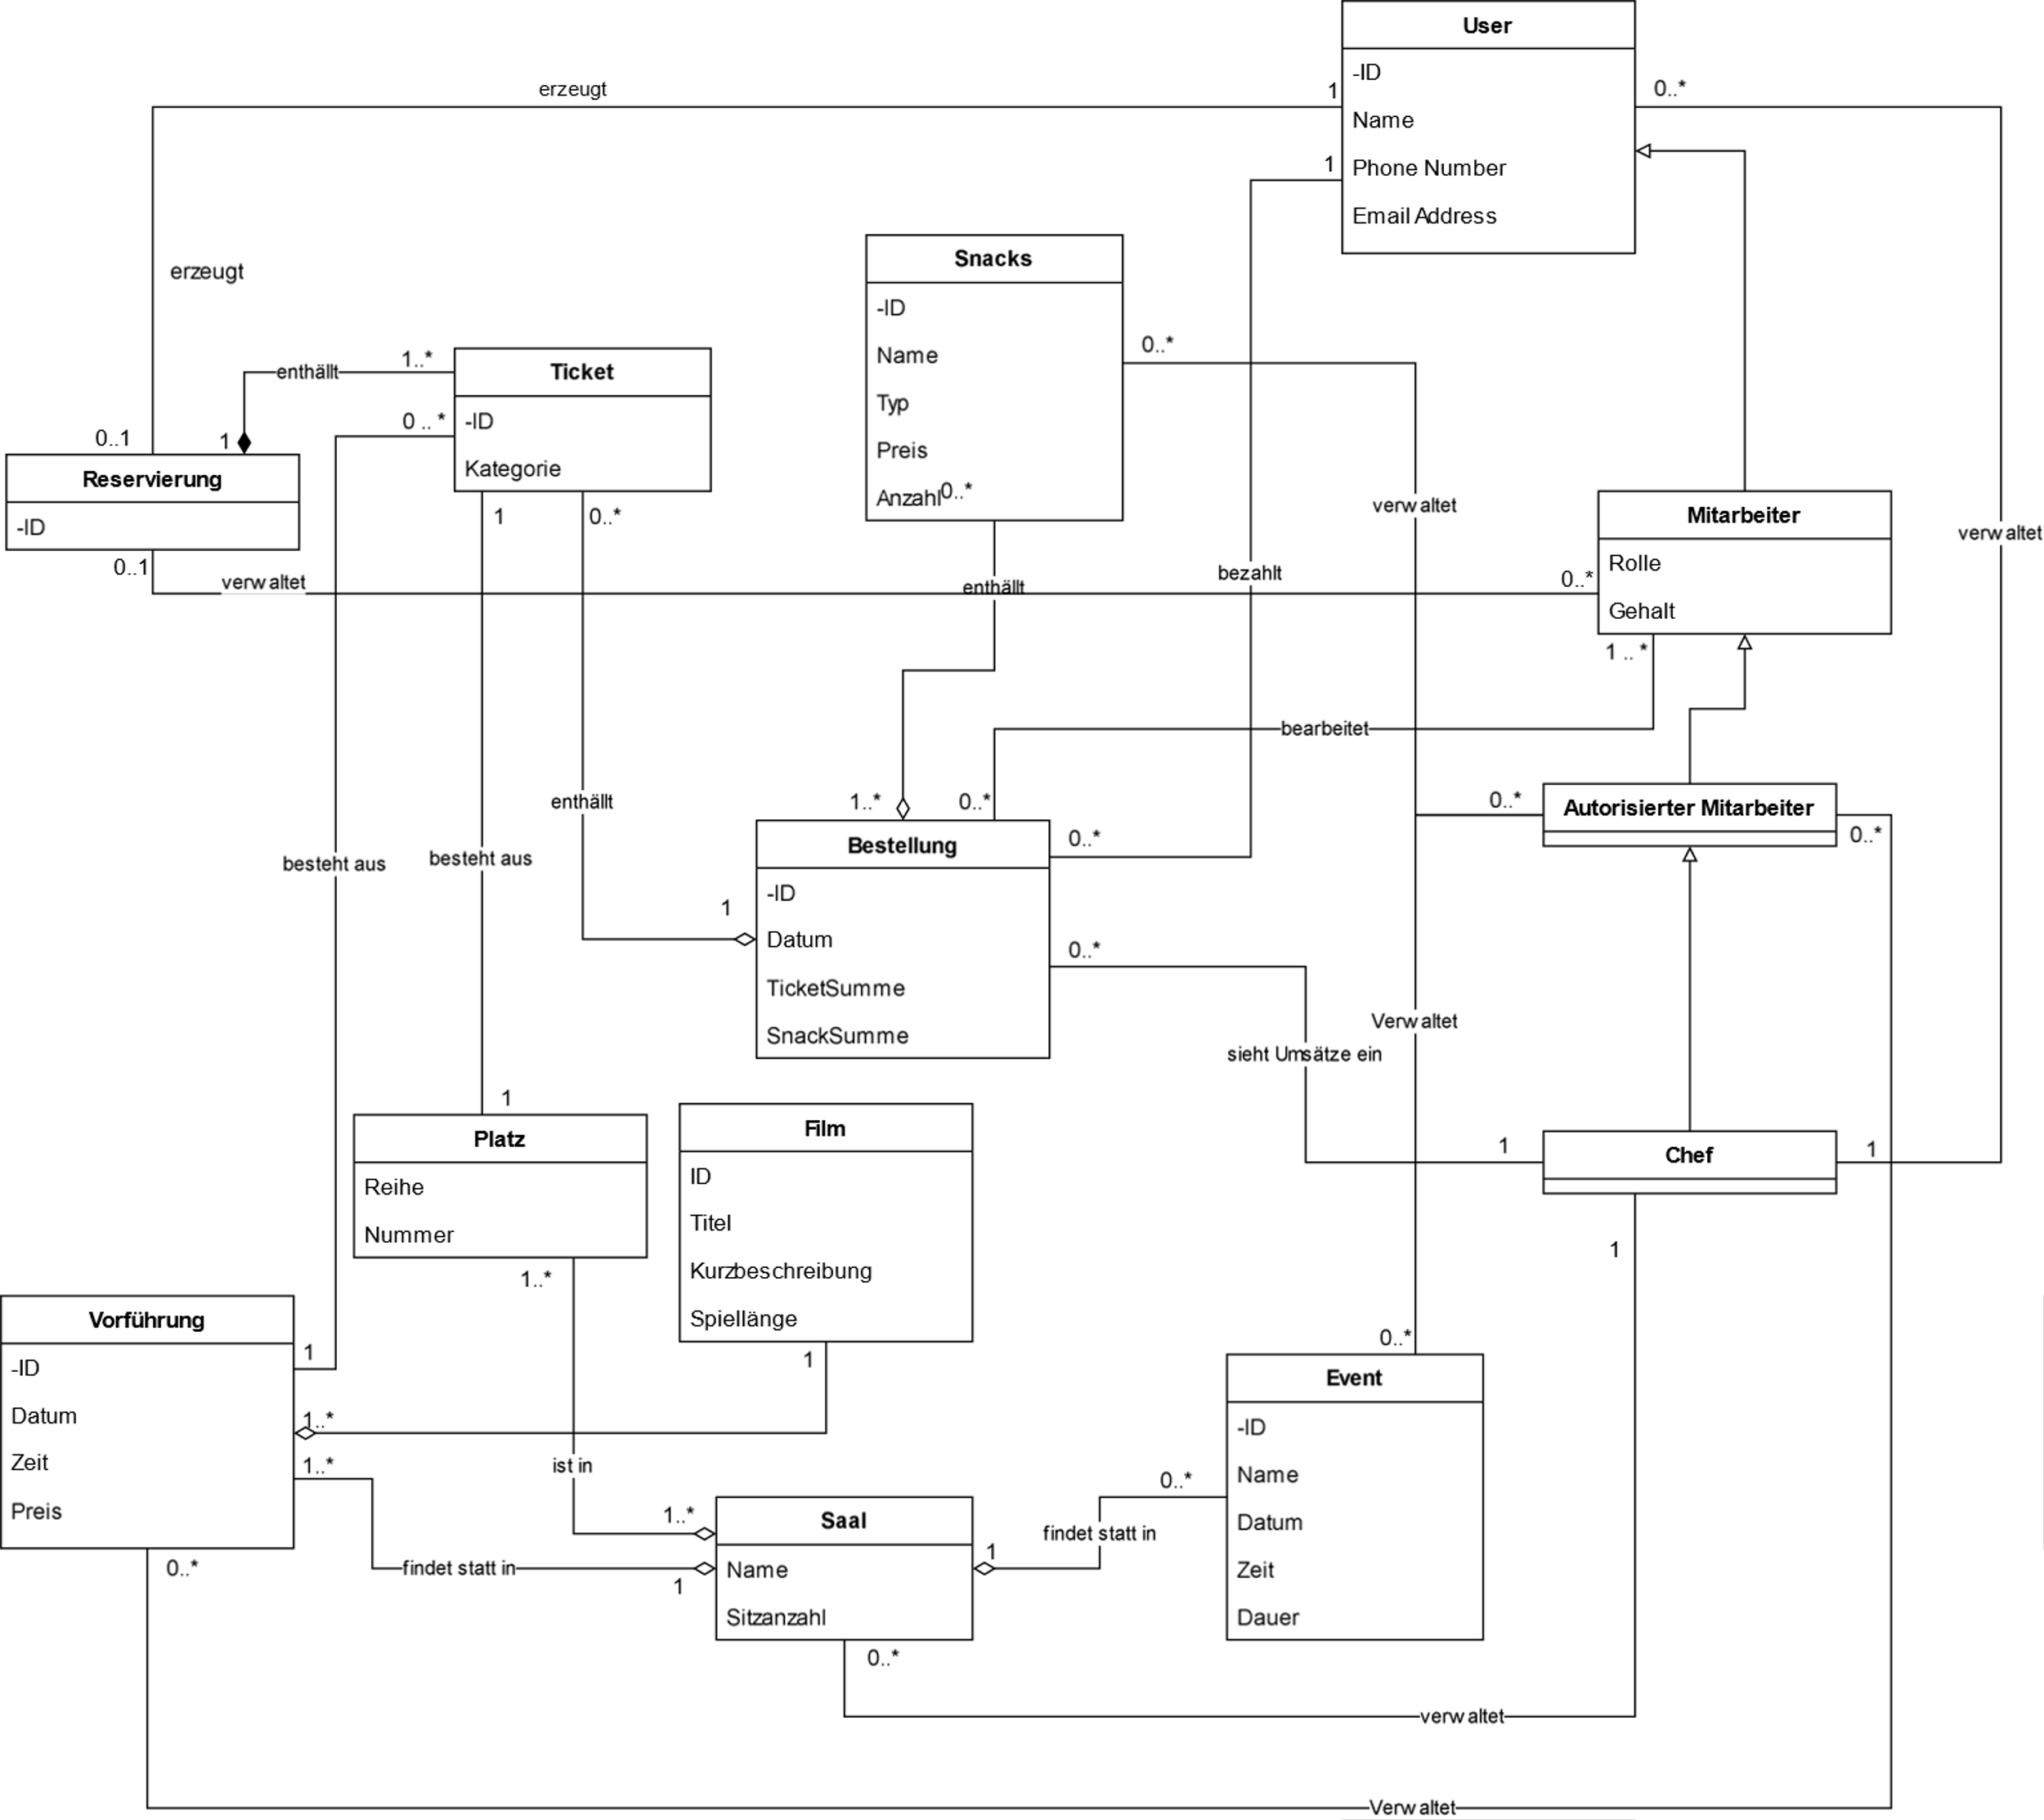 User
-ID
Name
Phone Number
Email Address
erzeugt
1
0..*
1
erzeugt
Snacks
-ID
Name
Typ
Preis
Anzahl
0..*
0..*
enthällt
1..*
Ticket
-ID
Kategorie
0 .. *
0..1
1
Reservierung
-ID
0..1
verwaltet
1
0..*
enthällt
bezahlt
verwaltet
verwaltet
Mitarbeiter
Rolle
Gehalt
0..*
1 .. *
bearbeitet
enthällt
besteht aus
besteht aus
1..*
0..*
0..*
0..*
Autorisierter Mitarbeiter
0..*
Bestellung
-ID
Datum
TicketSumme
SnackSumme
1
0..*
Verwaltet
sieht Umsätze ein
1
Chef
1
1
1
Platz
Reihe
Nummer
1..*
Film
ID
Titel
Kurzbeschreibung
Spiellänge
1
Vorführung
-ID
Datum
Zeit
Preis
1
1..*
1..*
0..*
ist in
1..*
findet statt in
1
Saal
Name
Sitzanzahl
0..*
1
findet statt in
0..*
0..*
Event
-ID
Name
Datum
Zeit
Dauer
verwaltet
Verwaltet